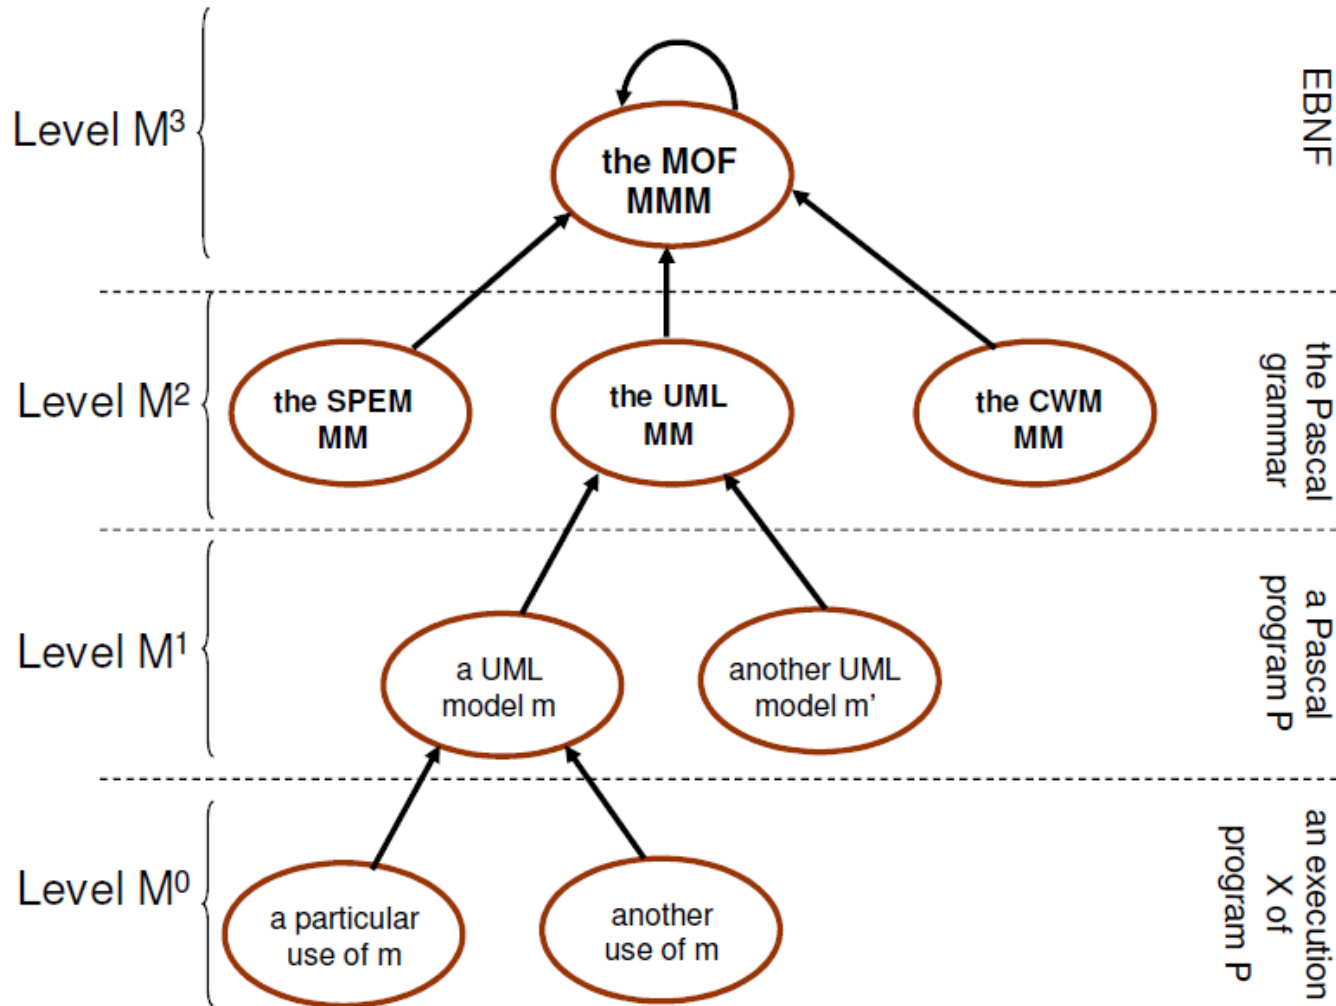 Level M³
the MOF
MMM
EBNF
Level M²
the SPEM
MM
the UML
MM
the CWM
MM
the Pascal
grammar
Level M¹
a UML
model m
another UML
model m’
a Pascal
program P
Level M⁰
a particular
use of m
another
use of m
an execution
X of
program P